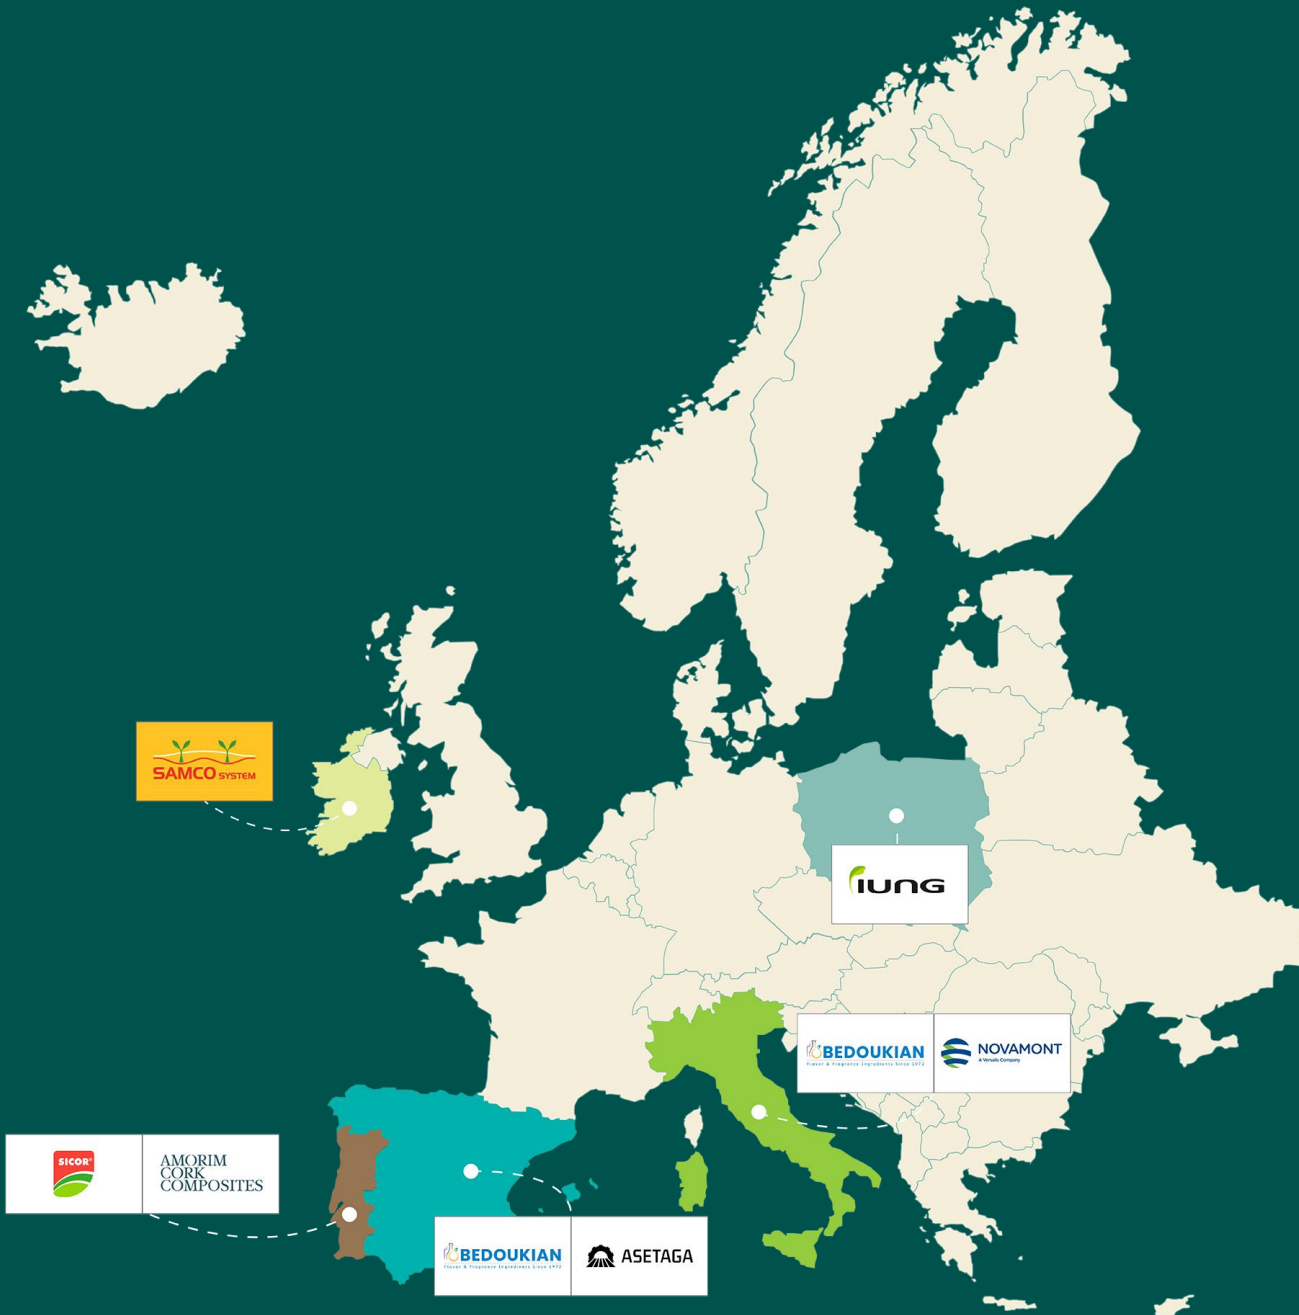 SAMCO SYSTEM
IUNG
BEDOUKIAN
Flavor & Fragrance Ingredients Since 1972
NOVAMONT
A Versalis Company
SICOR®
AMORIM
CORK
COMPOSITES
BEDOUKIAN
Flavor & Fragrance Ingredients Since 1972
ASETAGA